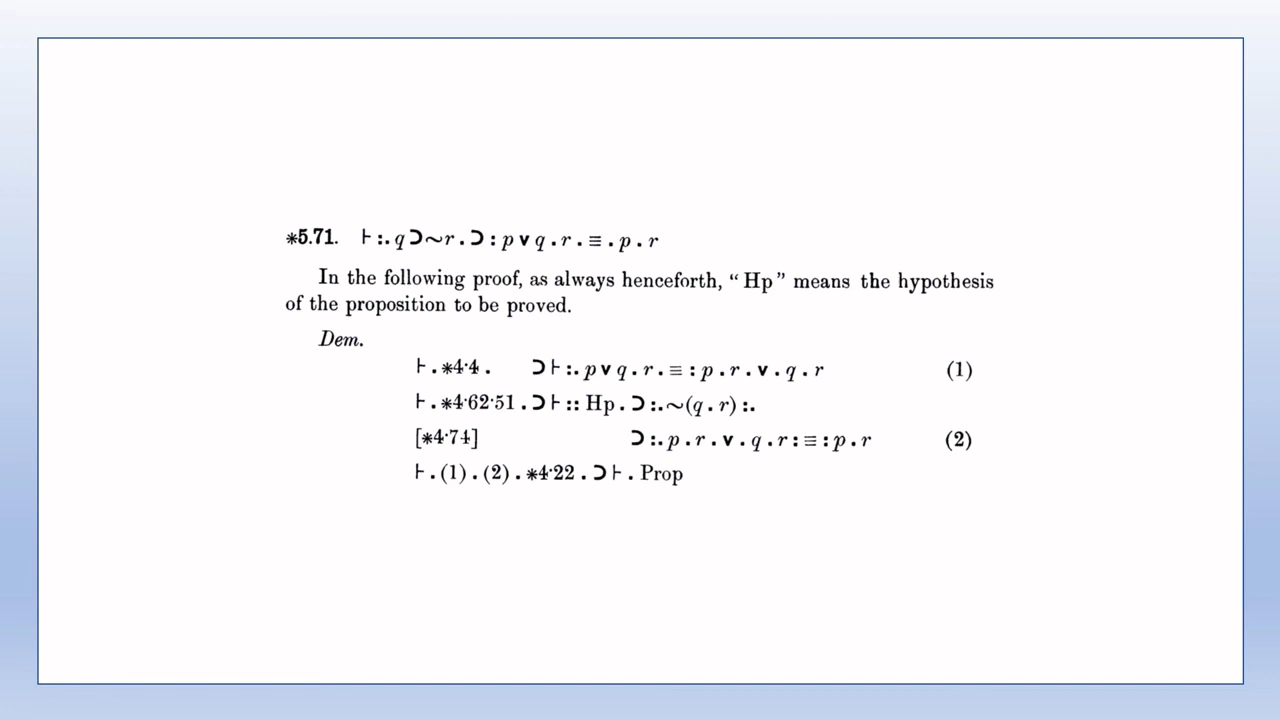 ✳5.71. ⊦:. q⊃~r.⊃: p v q . r . ≡ . p . r
In the following proof, as always henceforth, “Hp” means the hypothesis
of the proposition to be proved.
Dem.
⊦.✳4·4. ⊃⊦:. p v q . r . ≡ : p . r . v . q . r (1)
⊦.✳4·62·51.⊃⊦:: Hp.⊃:.~(q . r) :.
[✳4·74] ⊃:. p . r . v . q . r : ≡ : p . r (2)
⊦.(1).(2).✳4·22.⊃⊦. Prop